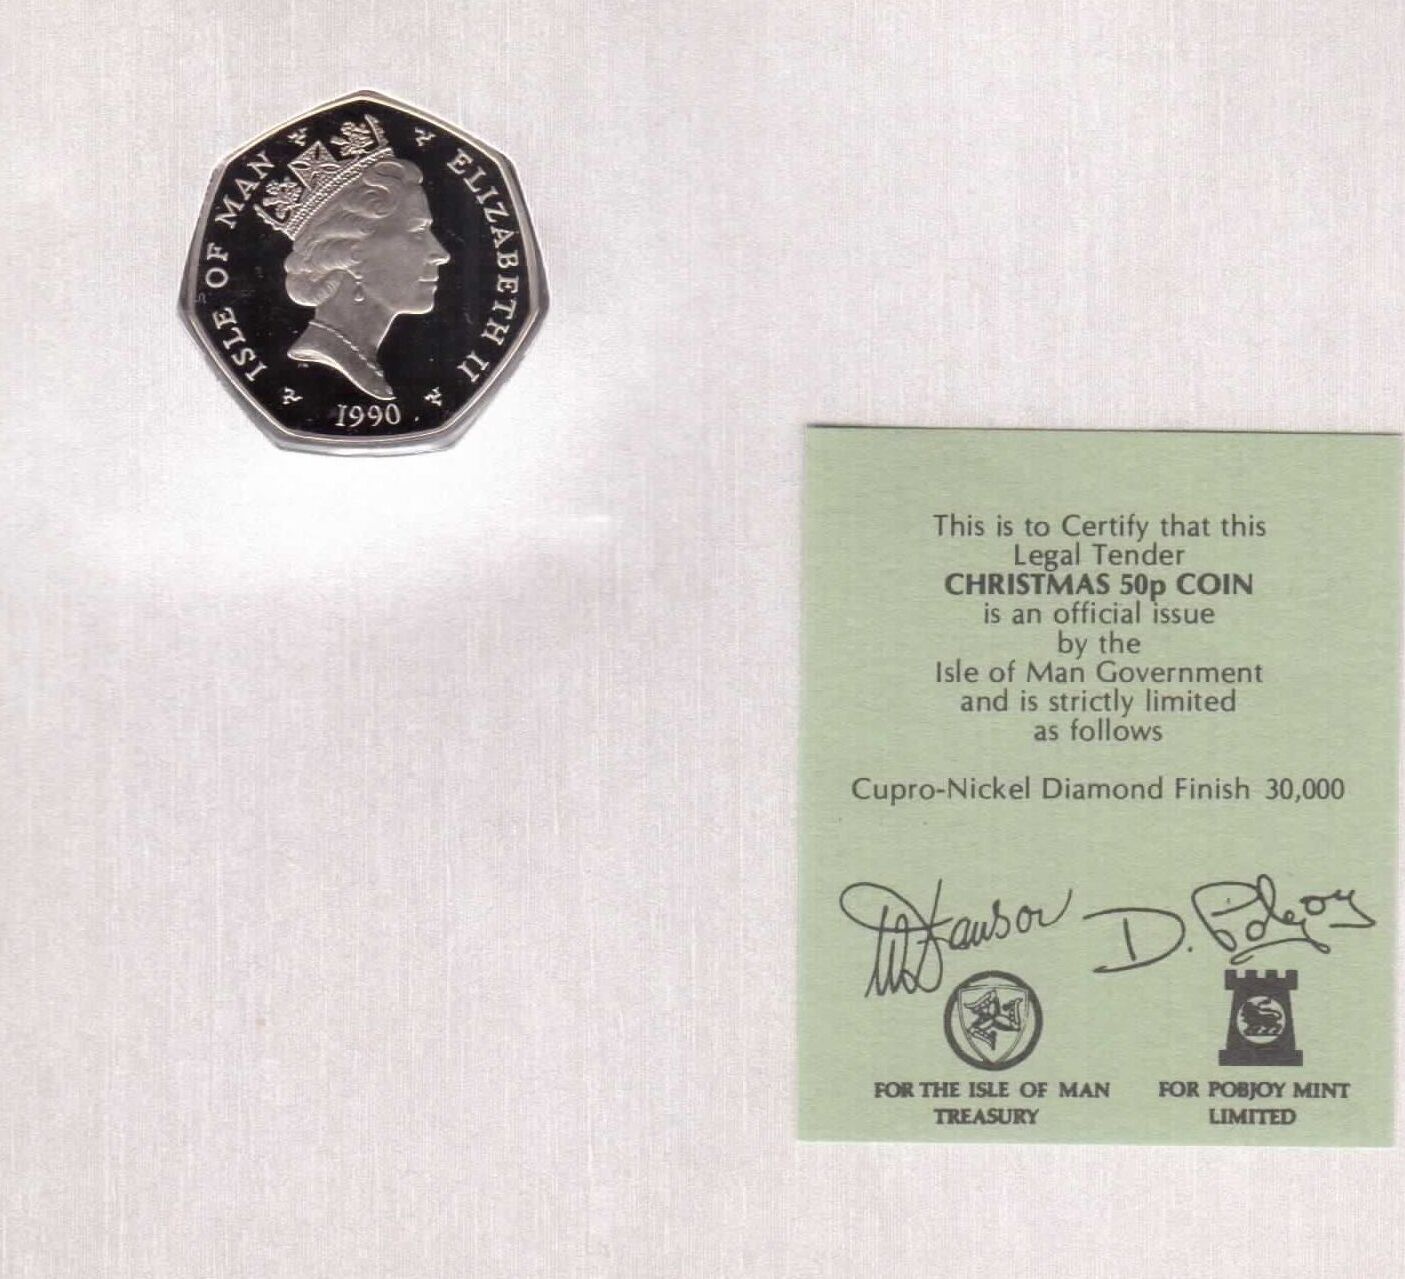 ISLE OF MAN
ELIZABETH II
1990
This is to Certify that this
Legal Tender
CHRISTMAS 50p COIN
is an official issue
by the
Isle of Man Government
and is strictly limited
as follows
Cupro-Nickel Diamond Finish 30,000
D. Pobjoy
FOR THE ISLE OF MAN
TREASURY
FOR POBJOY MINT
LIMITED